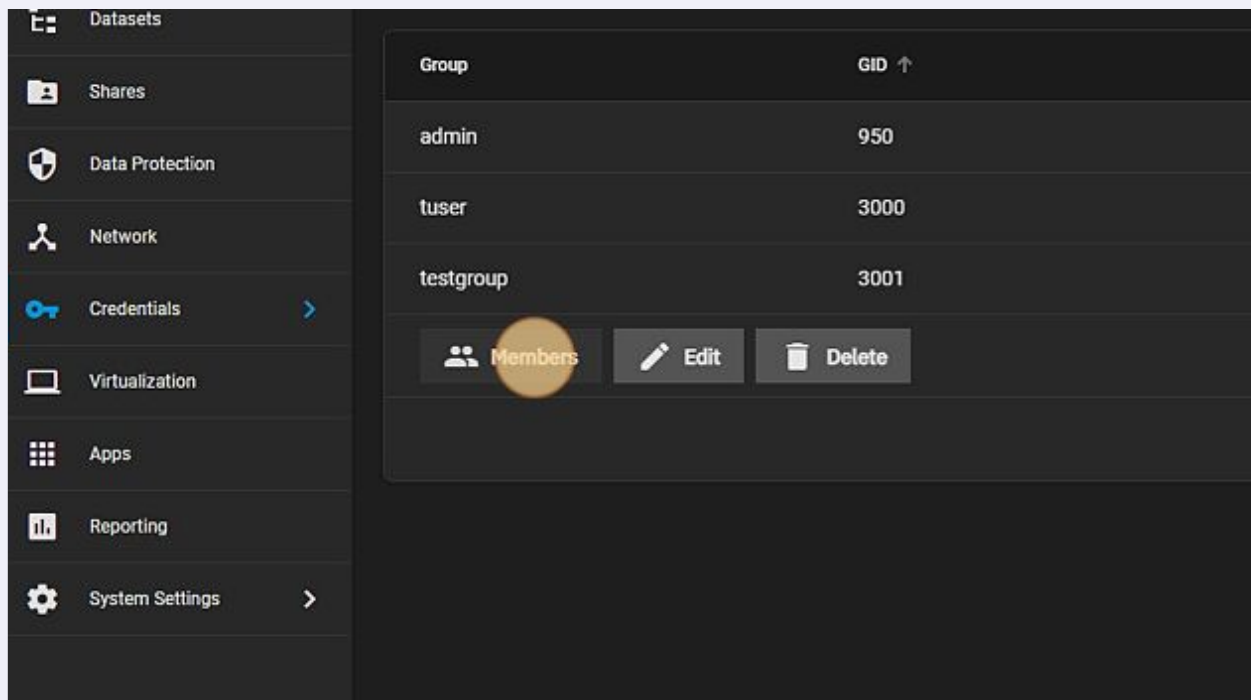 Datasets
Shares
Data Protection
Network
Credentials
Virtualization
Apps
Reporting
System Settings
Group GID
admin 950
tuser 3000
testgroup 3001
Members Edit Delete